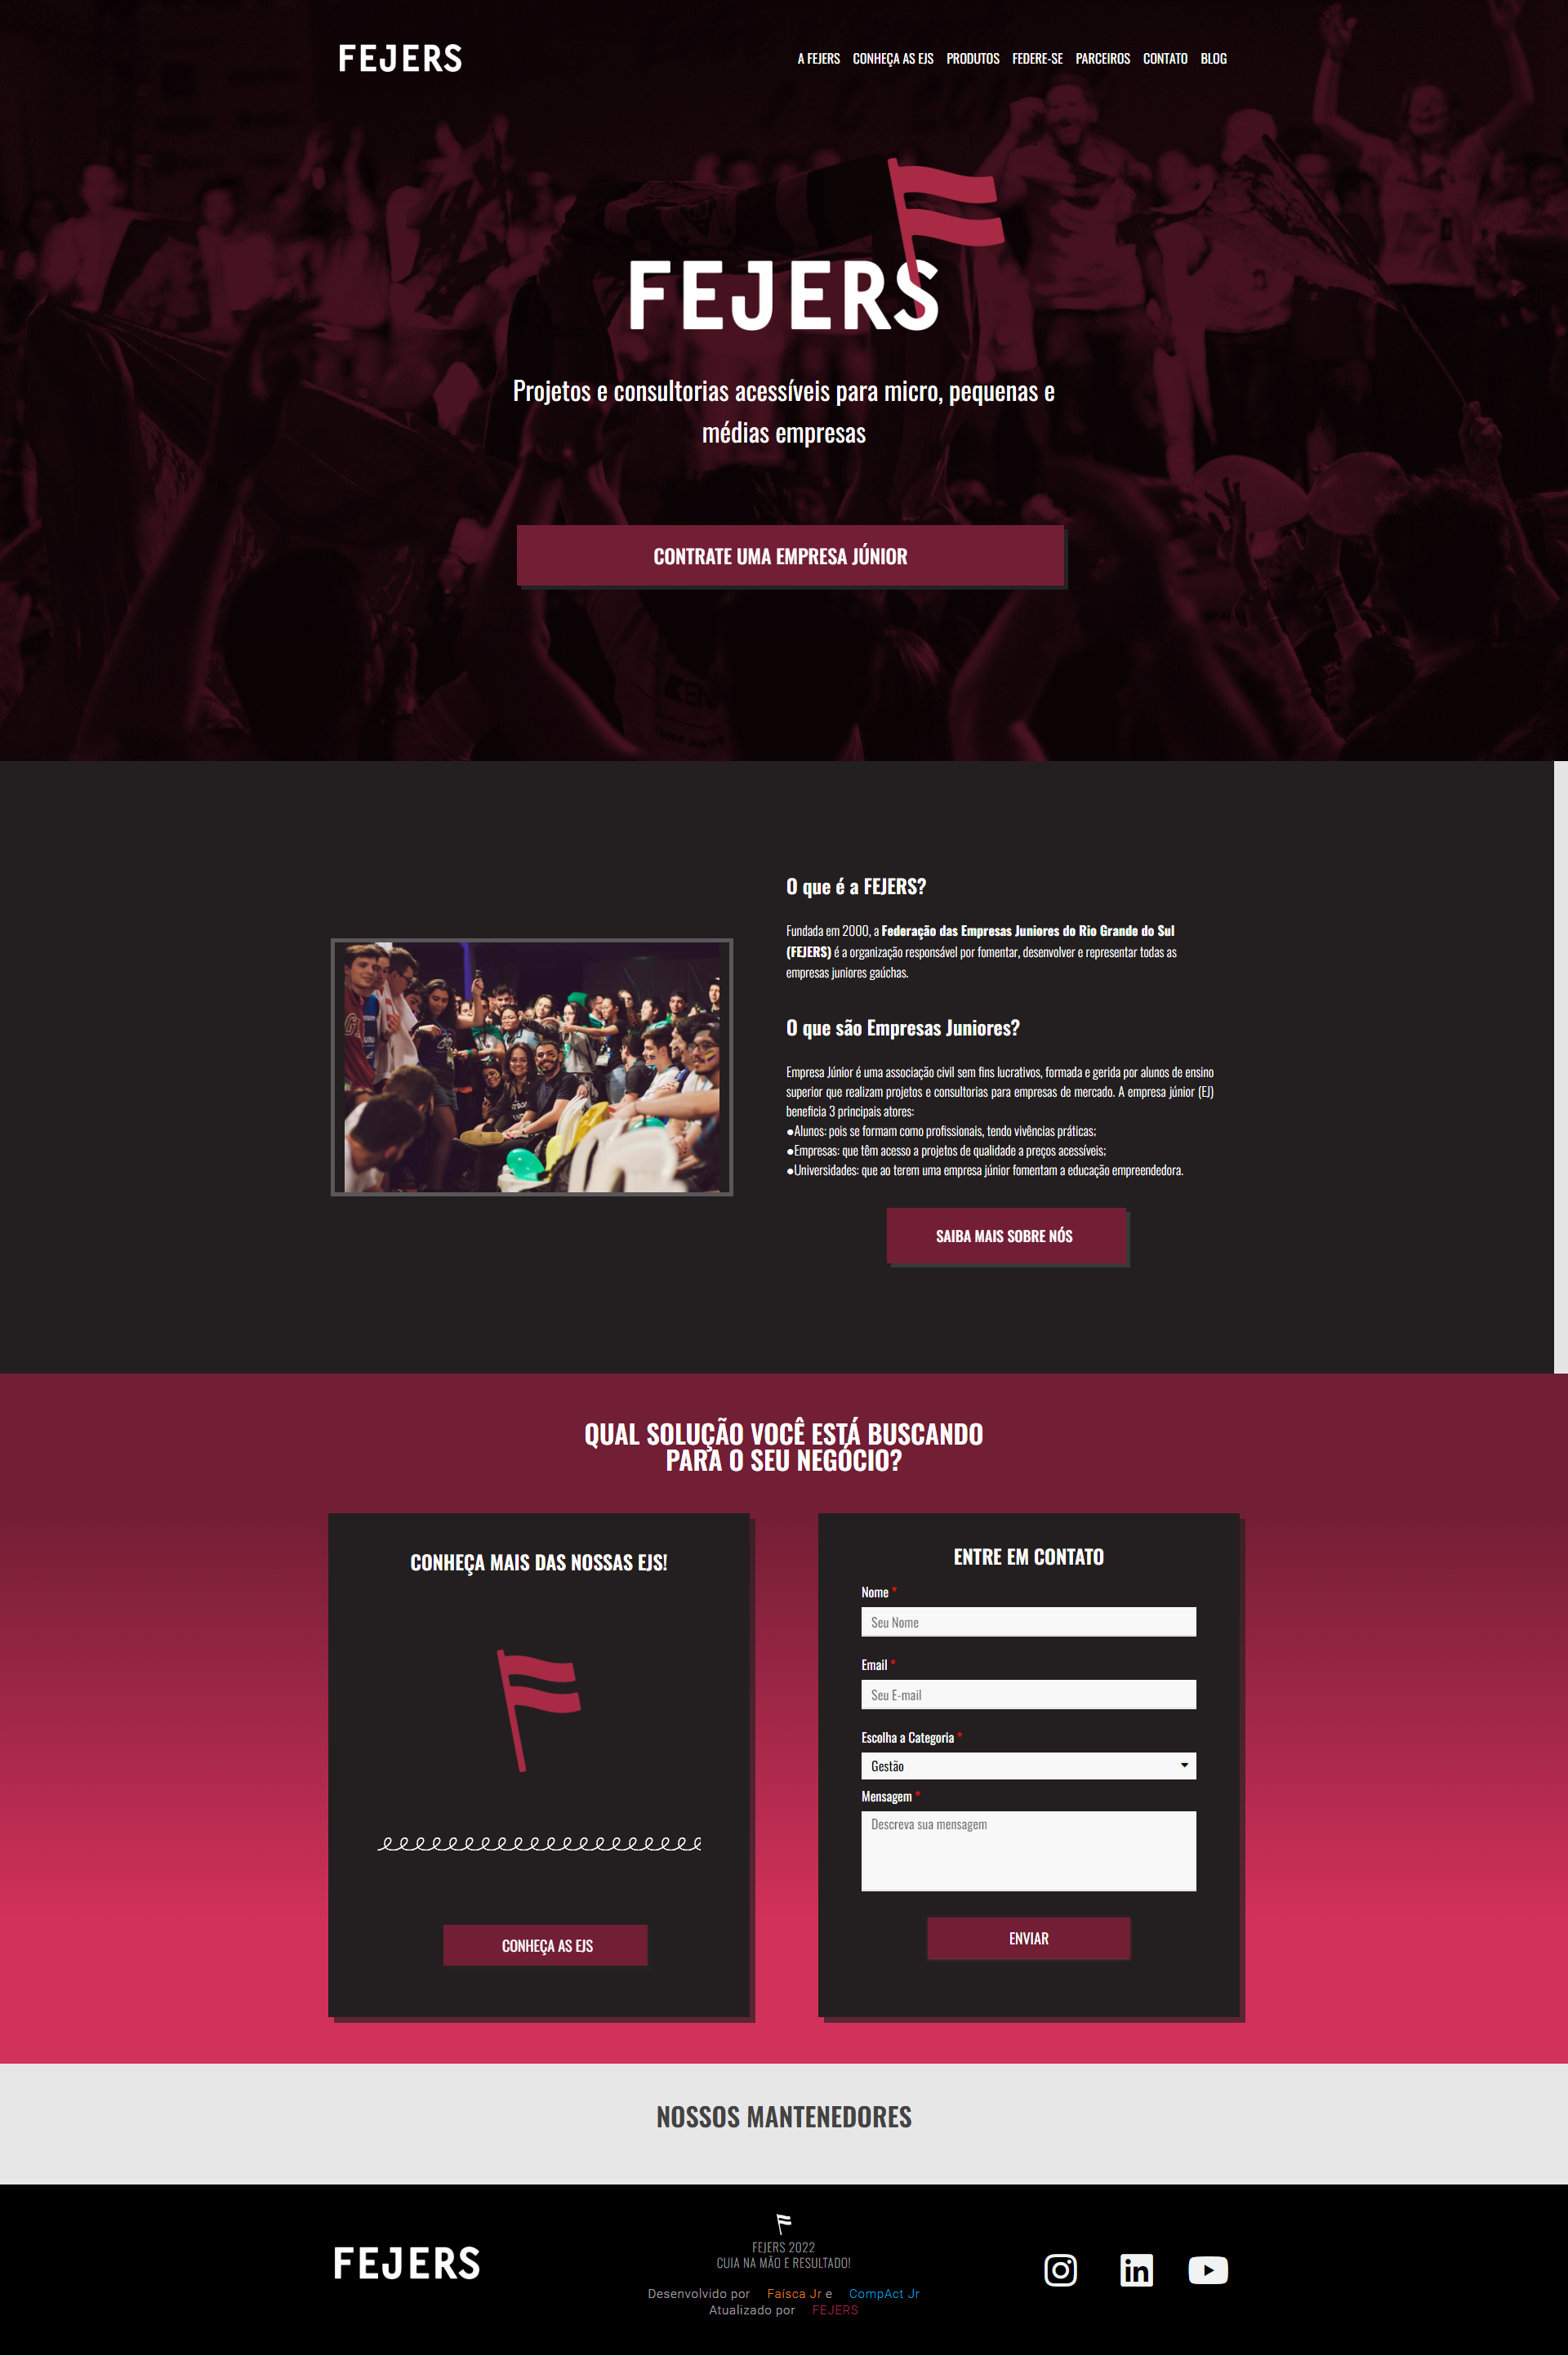 FEJERS
A FEJERS CONHEÇA AS EJS PRODUTOS FEDERE-SE PARCEIROS CONTATO BLOG
FEJERS
Projetos e consultorias acessíveis para micro, pequenas e
médias empresas
CONTRATE UMA EMPRESA JÚNIOR
O que é a FEJERS?
Fundada em 2000, a Federação das Empresas Juniores do Rio Grande do Sul
(FEJERS) é a organização responsável por fomentar, desenvolver e representar todas as
empresas juniores gaúchas.
O que são Empresas Juniores?
Empresa Júnior é uma associação civil sem fins lucrativos, formada e gerida por alunos de ensino
superior que realizam projetos e consultorias para empresas de mercado. A empresa júnior (EJ)
beneficia 3 principais atores:
●Alunos: pois se formam como profissionais, tendo vivências práticas;
●Empresas: que têm acesso a projetos de qualidade a preços acessíveis;
●Universidades: que ao terem uma empresa júnior fomentam a educação empreendedora.
SAIBA MAIS SOBRE NÓS
QUAL SOLUÇÃO VOCÊ ESTÁ BUSCANDO
PARA O SEU NEGÓCIO?
CONHEÇA MAIS DAS NOSSAS EJS!
CONHEÇA AS EJS
ENTRE EM CONTATO
Nome *
Seu Nome
Email *
Seu E-mail
Escolha a Categoria *
Gestão
Mensagem *
Descreva sua mensagem
ENVIAR
NOSSOS MANTENEDORES
FEJERS
FEJERS 2022
CUIA NA MÃO E RESULTADO!
Desenvolvido por Faísca Jr e CompAct Jr
Atualizado por FEJERS